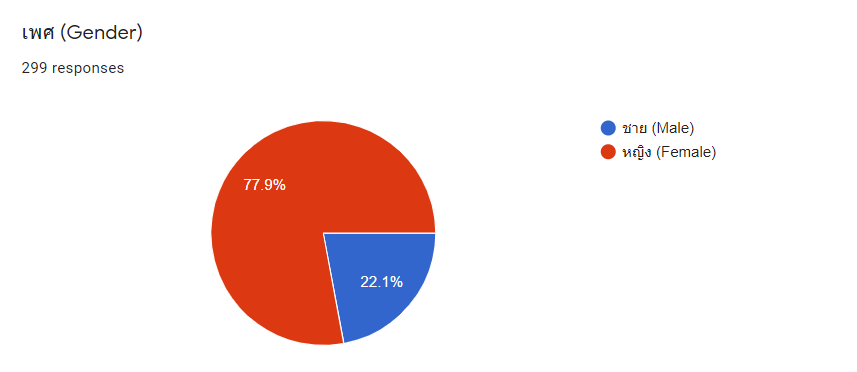 เพศ (Gender)
299 responses
ชาย (Male)
หญิง (Female)
77.9%
22.1%